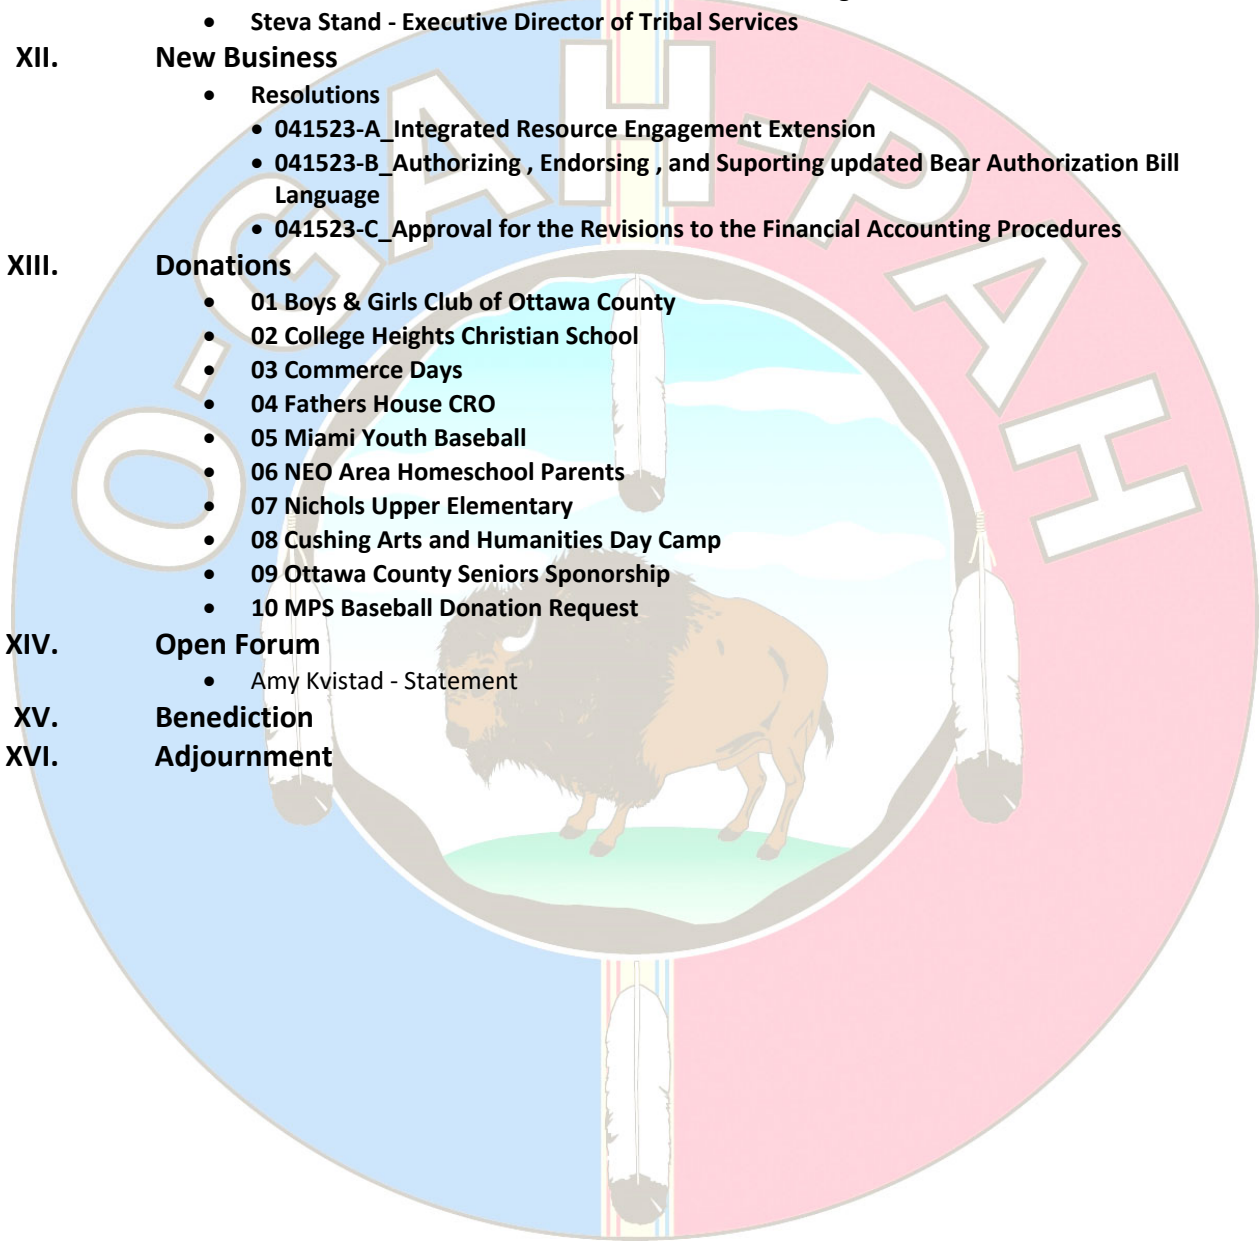 • Steva Stand - Executive Director of Tribal Services
XII. New Business
• Resolutions
• 041523-A_Integrated Resource Engagement Extension
• 041523-B_Authorizing , Endorsing , and Suporting updated Bear Authorization Bill
Language
• 041523-C_Approval for the Revisions to the Financial Accounting Procedures
XIII. Donations
• 01 Boys & Girls Club of Ottawa County
• 02 College Heights Christian School
• 03 Commerce Days
• 04 Fathers House CRO
• 05 Miami Youth Baseball
• 06 NEO Area Homeschool Parents
• 07 Nichols Upper Elementary
• 08 Cushing Arts and Humanities Day Camp
• 09 Ottawa County Seniors Sponorship
• 10 MPS Baseball Donation Request
XIV. Open Forum
• Amy Kvistad - Statement
XV. Benediction
XVI. Adjournment
O-GAH-PAH